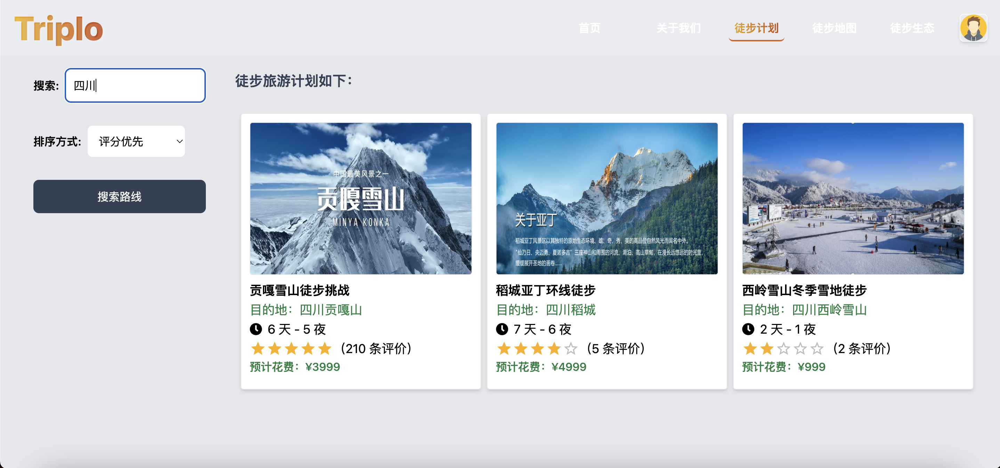 Triplo
首页
关于我们
徒步计划
徒步地图
徒步生态
搜索:
四川
排序方式:
评分优先
搜索路线
徒步旅游计划如下：
中国最美风景之一
贡嘎雪山
MINYA KONKA
贡嘎雪山徒步挑战
目的地：四川贡嘎山
6 天 - 5 夜
（210 条评价）
预计花费：¥3999
关于亚丁
稻城亚丁风景区以其独特的原始生态环境、雄、奇、秀、美的高品位自然风光而闻名中外。
“仙乃日、央迈勇、夏诺多吉”三座神山和周围的河流、湖泊、高山草甸，在漫长远悠远的时光里，
缓缓展开圣地的画卷......
稻城亚丁环线徒步
目的地：四川稻城
7 天 - 6 夜
（5 条评价）
预计花费：¥4999
西岭雪山冬季雪地徒步
目的地：四川西岭雪山
2 天 - 1 夜
（2 条评价）
预计花费：¥999